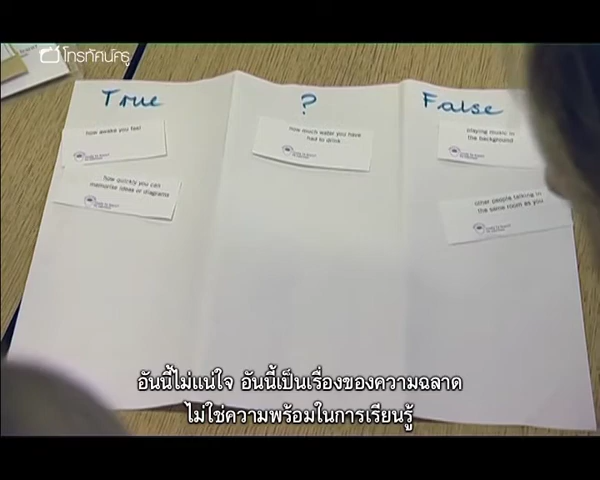 โทรทัศน์ครู
True
?
False
how awake you feel
how much water you have
had to drink
playing music in
the background
how quickly you can
memorise ideas or diagrams
other people talking in
the same room as you
อันนี้ไม่แน่ใจ อันนี้เป็นเรื่องของความฉลาด
ไม่ใช่ความพร้อมในการเรียนรู้